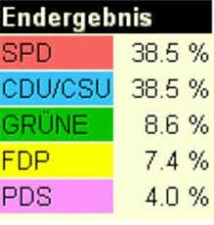 Endergebnis
SPD 38.5 %
CDU/CSU 38.5 %
GRÜNE 8.6 %
FDP 7.4 %
PDS 4.0 %